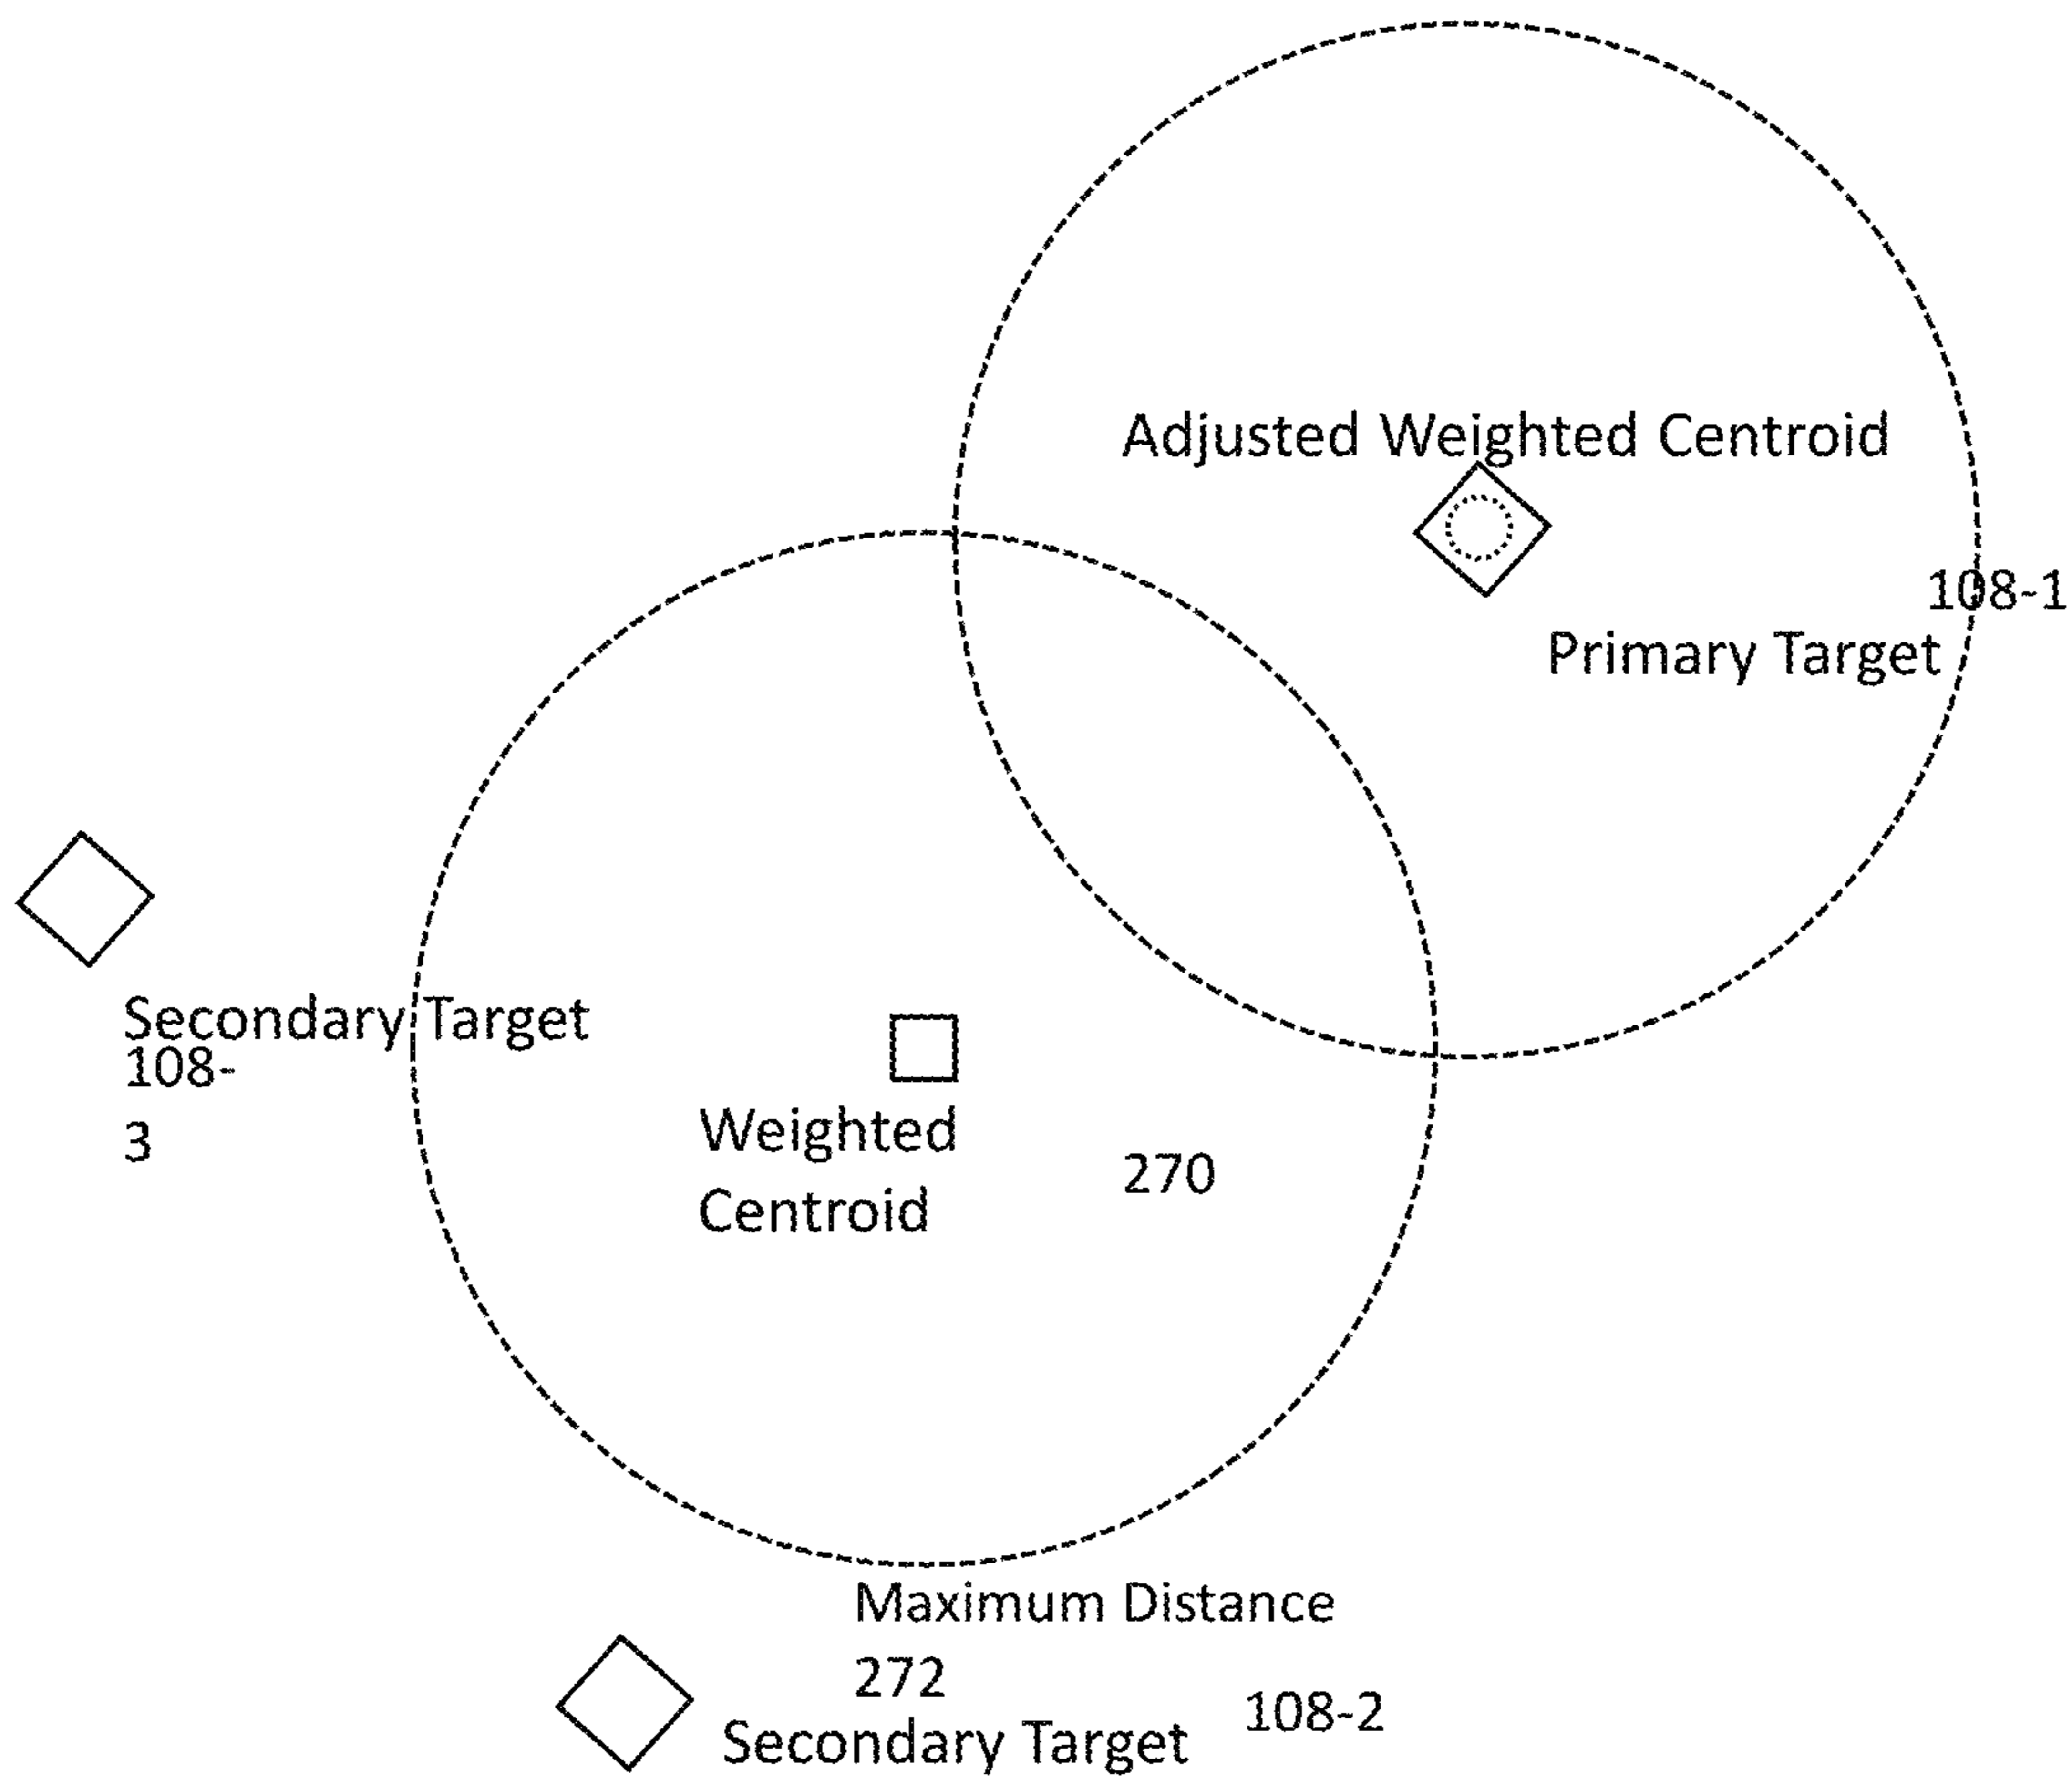 Adjusted Weighted Centroid
108-1
Primary Target
Secondary Target
108-
3
Weighted
Centroid
270
Maximum Distance
272
108-2
Secondary Target